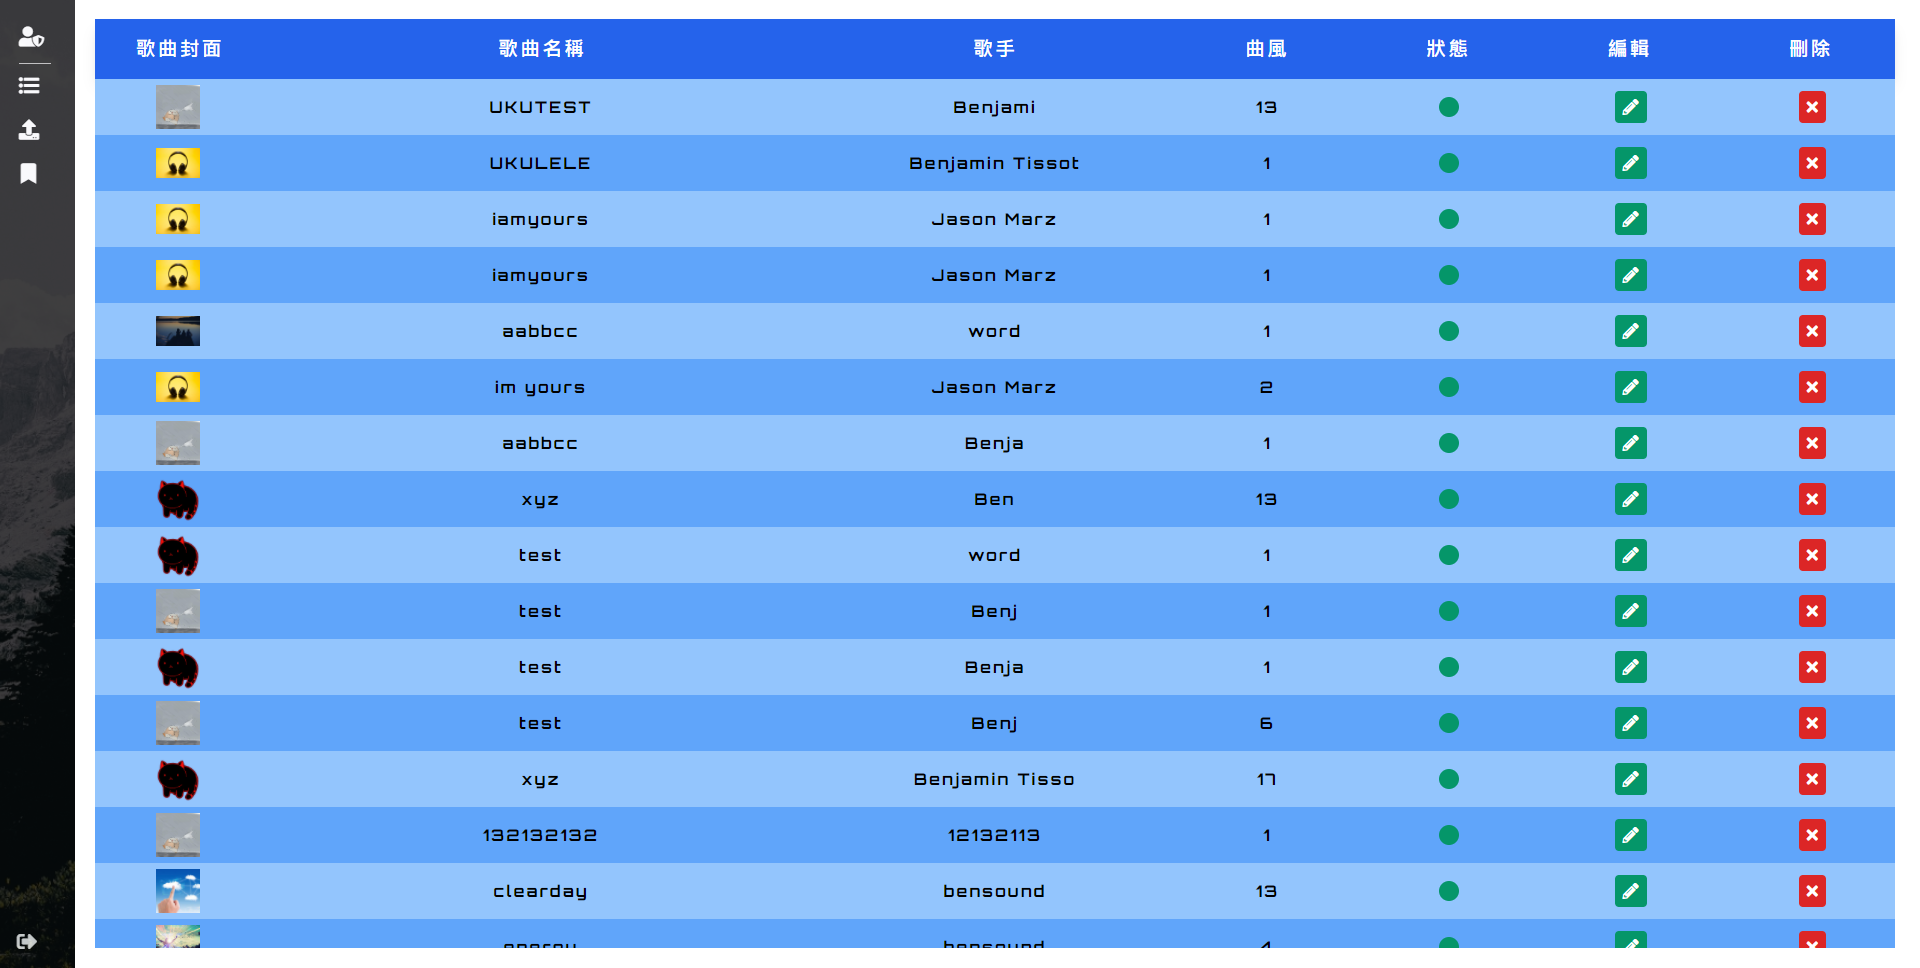 歌曲封面 歌曲名稱 歌手 曲風 狀態 編輯 刪除
UKUTEST Benjami 13
UKULELE Benjamin Tissot 1
iamyours Jason Marz 1
iamyours Jason Marz 1
aabbcc word 1
im yours Jason Marz 2
aabbcc Benja 1
xyz Ben 13
test word 1
test Benj 1
test Benja 1
test Benj 6
xyz Benjamin Tisso 17
132132132 12132113 1
clearday bensound 13
energy bensound 4